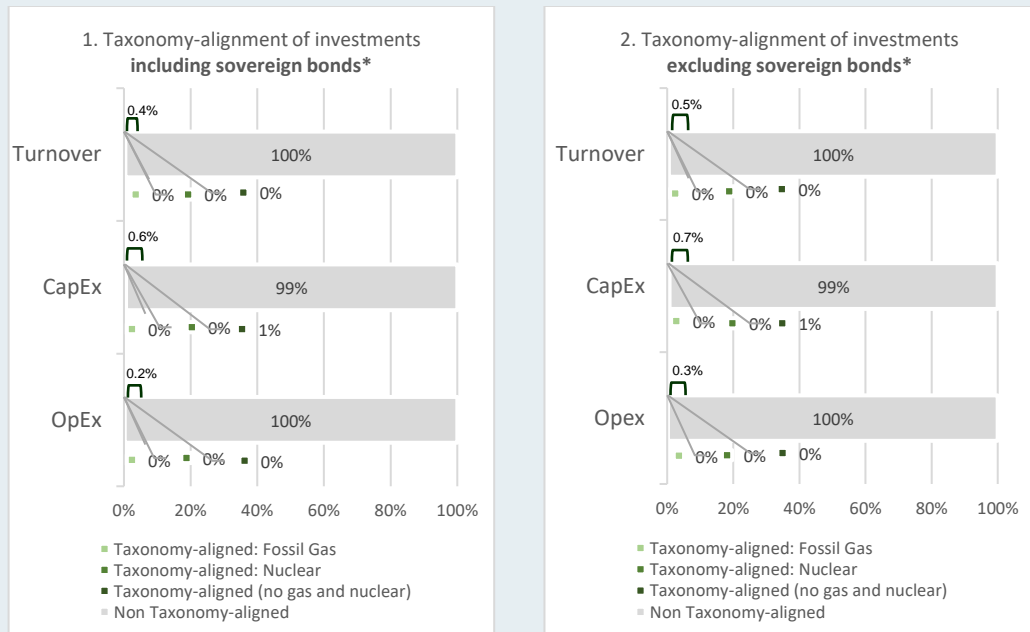 1. Taxonomy-alignment of investments
including sovereign bonds*
0.4%
Turnover
100%
0%
0%
0%
0.6%
CapEx
99%
0%
0%
1%
0.2%
OpEx
100%
0%
0%
0%
0%
20%
40%
60%
80%
100%
Taxonomy-aligned: Fossil Gas
Taxonomy-aligned: Nuclear
Taxonomy-aligned (no gas and nuclear)
Non Taxonomy-aligned
2. Taxonomy-alignment of investments
excluding sovereign bonds*
0.5%
Turnover
100%
0%
0%
0%
0.7%
CapEx
99%
0%
0%
1%
0.3%
Opex
100%
0%
0%
0%
0%
20%
40%
60%
80%
100%
Taxonomy-aligned: Fossil Gas
Taxonomy-aligned: Nuclear
Taxonomy-aligned (no gas and nuclear)
Non Taxonomy-aligned